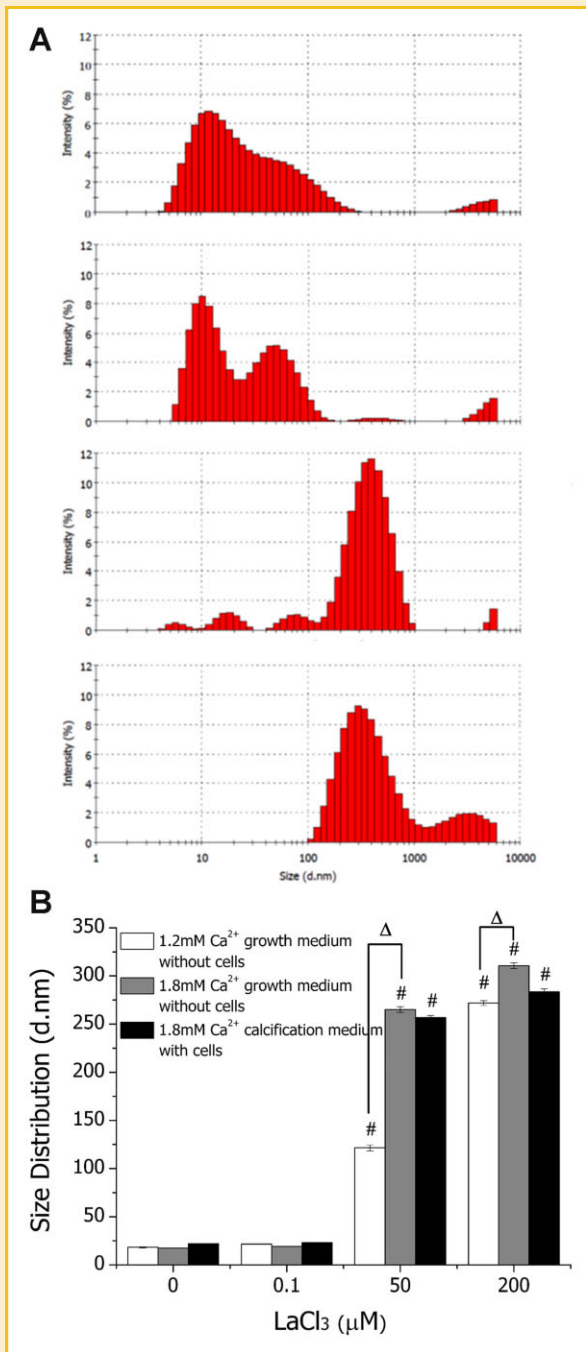 A
12
10
8
6
4
2
0
Intensity (%)
12
10
8
6
4
2
0
Intensity (%)
12
10
8
6
4
2
0
Intensity (%)
12
10
8
6
4
2
0
Intensity (%)
1 10 100 1000 10000
Size (d.nm)
B
350
300
250
200
150
100
50
25
0
Size Distribution (d.nm)
1.2mM Ca²⁺ growth medium
without cells
1.8mM Ca²⁺ growth medium
without cells
1.8mM Ca²⁺ calcification medium
with cells
Δ Δ
# # # # # #
0 0.1 50 200
LaCl₃ (μM)